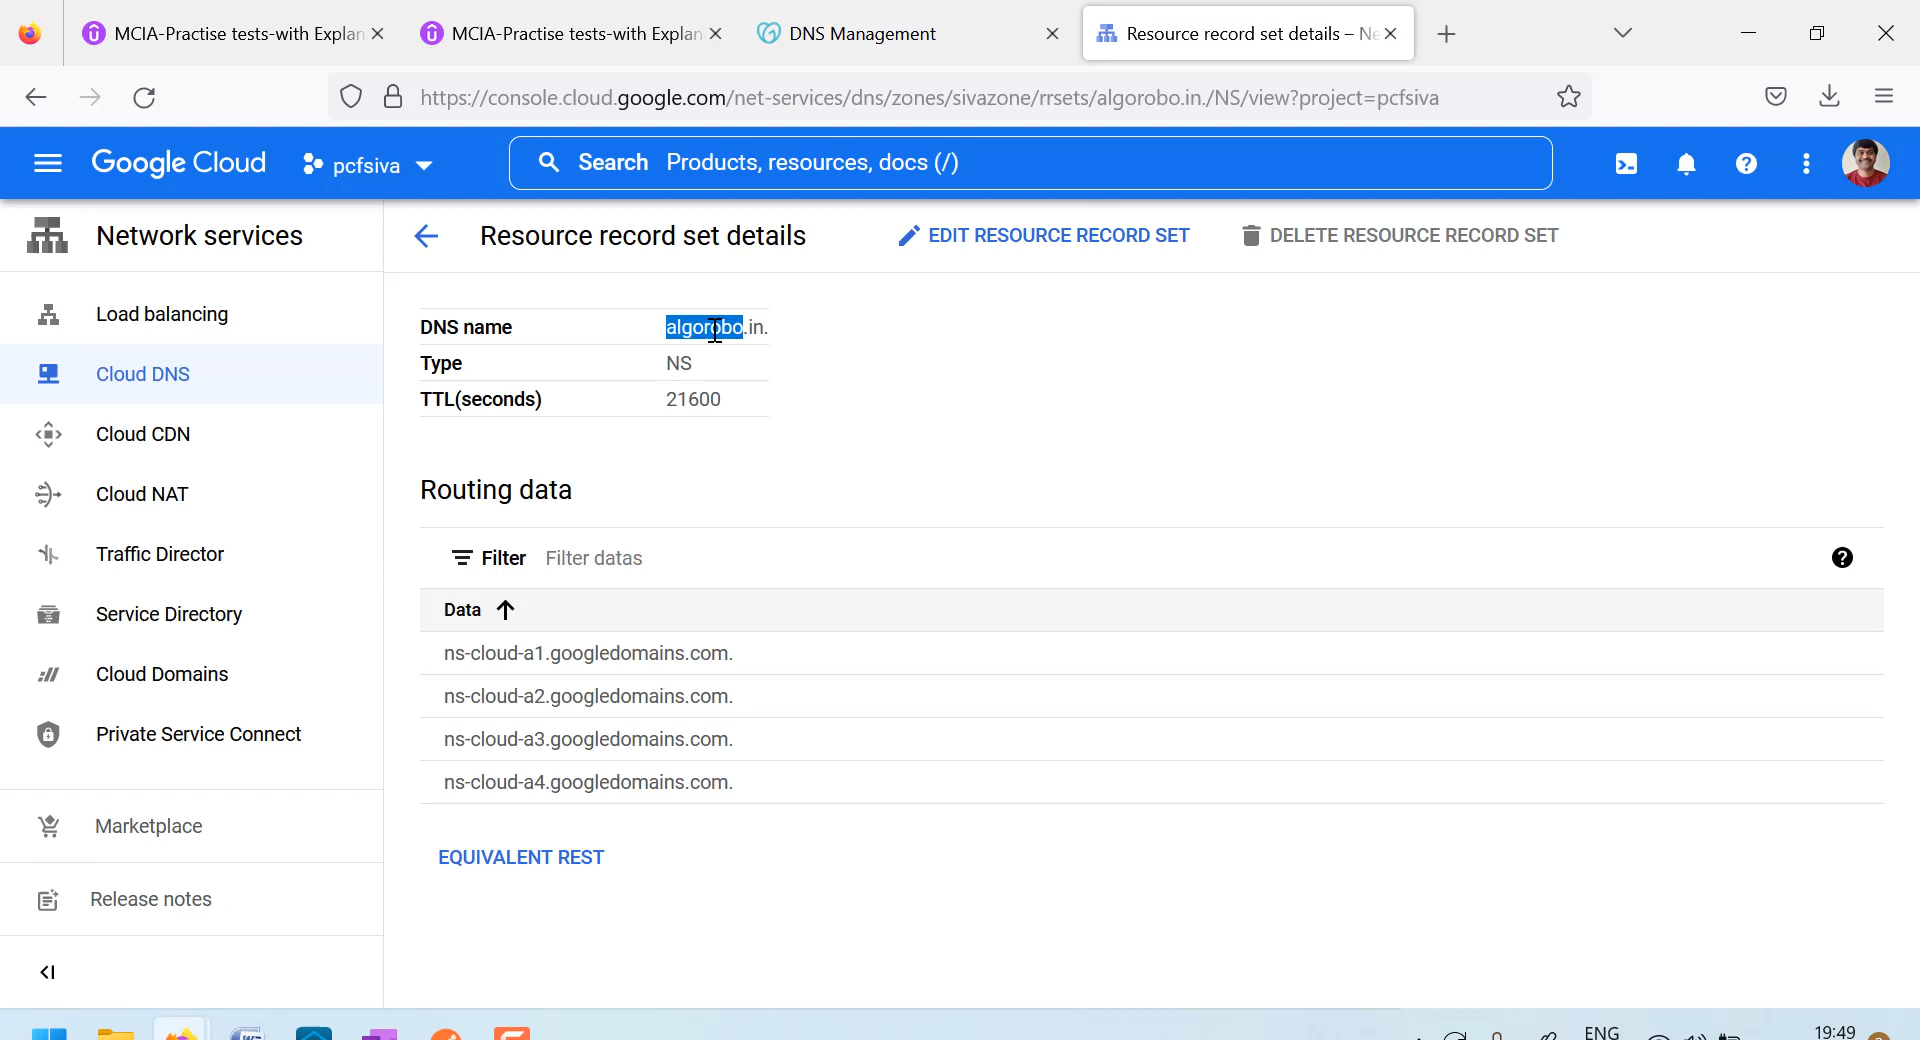 MCIA-Practise tests-with Explan
MCIA-Practise tests-with Explan
DNS Management
Resource record set details – Ne
https://console.cloud.google.com/net-services/dns/zones/sivazone/rrsets/algorobo.in./NS/view?project=pcfsiva
Google Cloud
pcfsiva
Search Products, resources, docs (/)
Network services
Resource record set details
EDIT RESOURCE RECORD SET
DELETE RESOURCE RECORD SET
Load balancing
Cloud DNS
Cloud CDN
Cloud NAT
Traffic Director
Service Directory
Cloud Domains
Private Service Connect
Marketplace
Release notes
DNS name algorobo.in.
Type NS
TTL(seconds) 21600
Routing data
Filter Filter datas
Data
ns-cloud-a1.googledomains.com.
ns-cloud-a2.googledomains.com.
ns-cloud-a3.googledomains.com.
ns-cloud-a4.googledomains.com.
EQUIVALENT REST
ENG
19:49